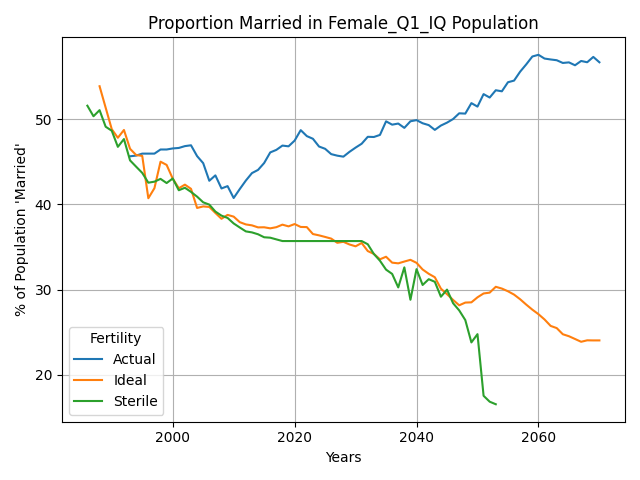 Proportion Married in Female_Q1_IQ Population
% of Population 'Married'
50
40
30
20
Fertility
Actual
Ideal
Sterile
2000
2020
2040
2060
Years